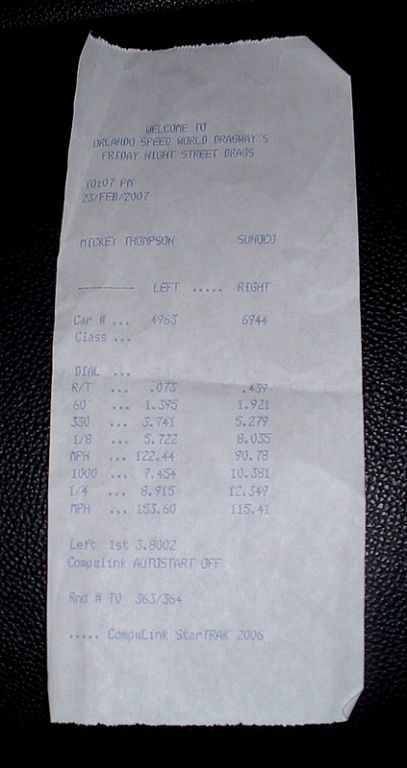 WELCOME TO
ORLANDO SPEED WORLD DRAGWAY'S
FRIDAY NIGHT STREET DRAGS
10:07 PM
23/FEB/2007
MICKEY THOMPSON SUNOCO
--------- LEFT ..... RIGHT
Car # ... 4963 6944
Class ...
DIAL ...
R/T ... .073 .439
60' ... 1.395 1.921
330 ... 3.741 5.279
1/8 ... 5.722 8.035
MPH ... 122.44 90.78
1000 ... 7.454 10.381
1/4 ... 8.915 12.349
MPH ... 153.60 115.41
Left 1st 3.8002
CompuLink AUTOSTART OFF
Rnd # TO 363/364
..... CompuLink StarTRAK 2006